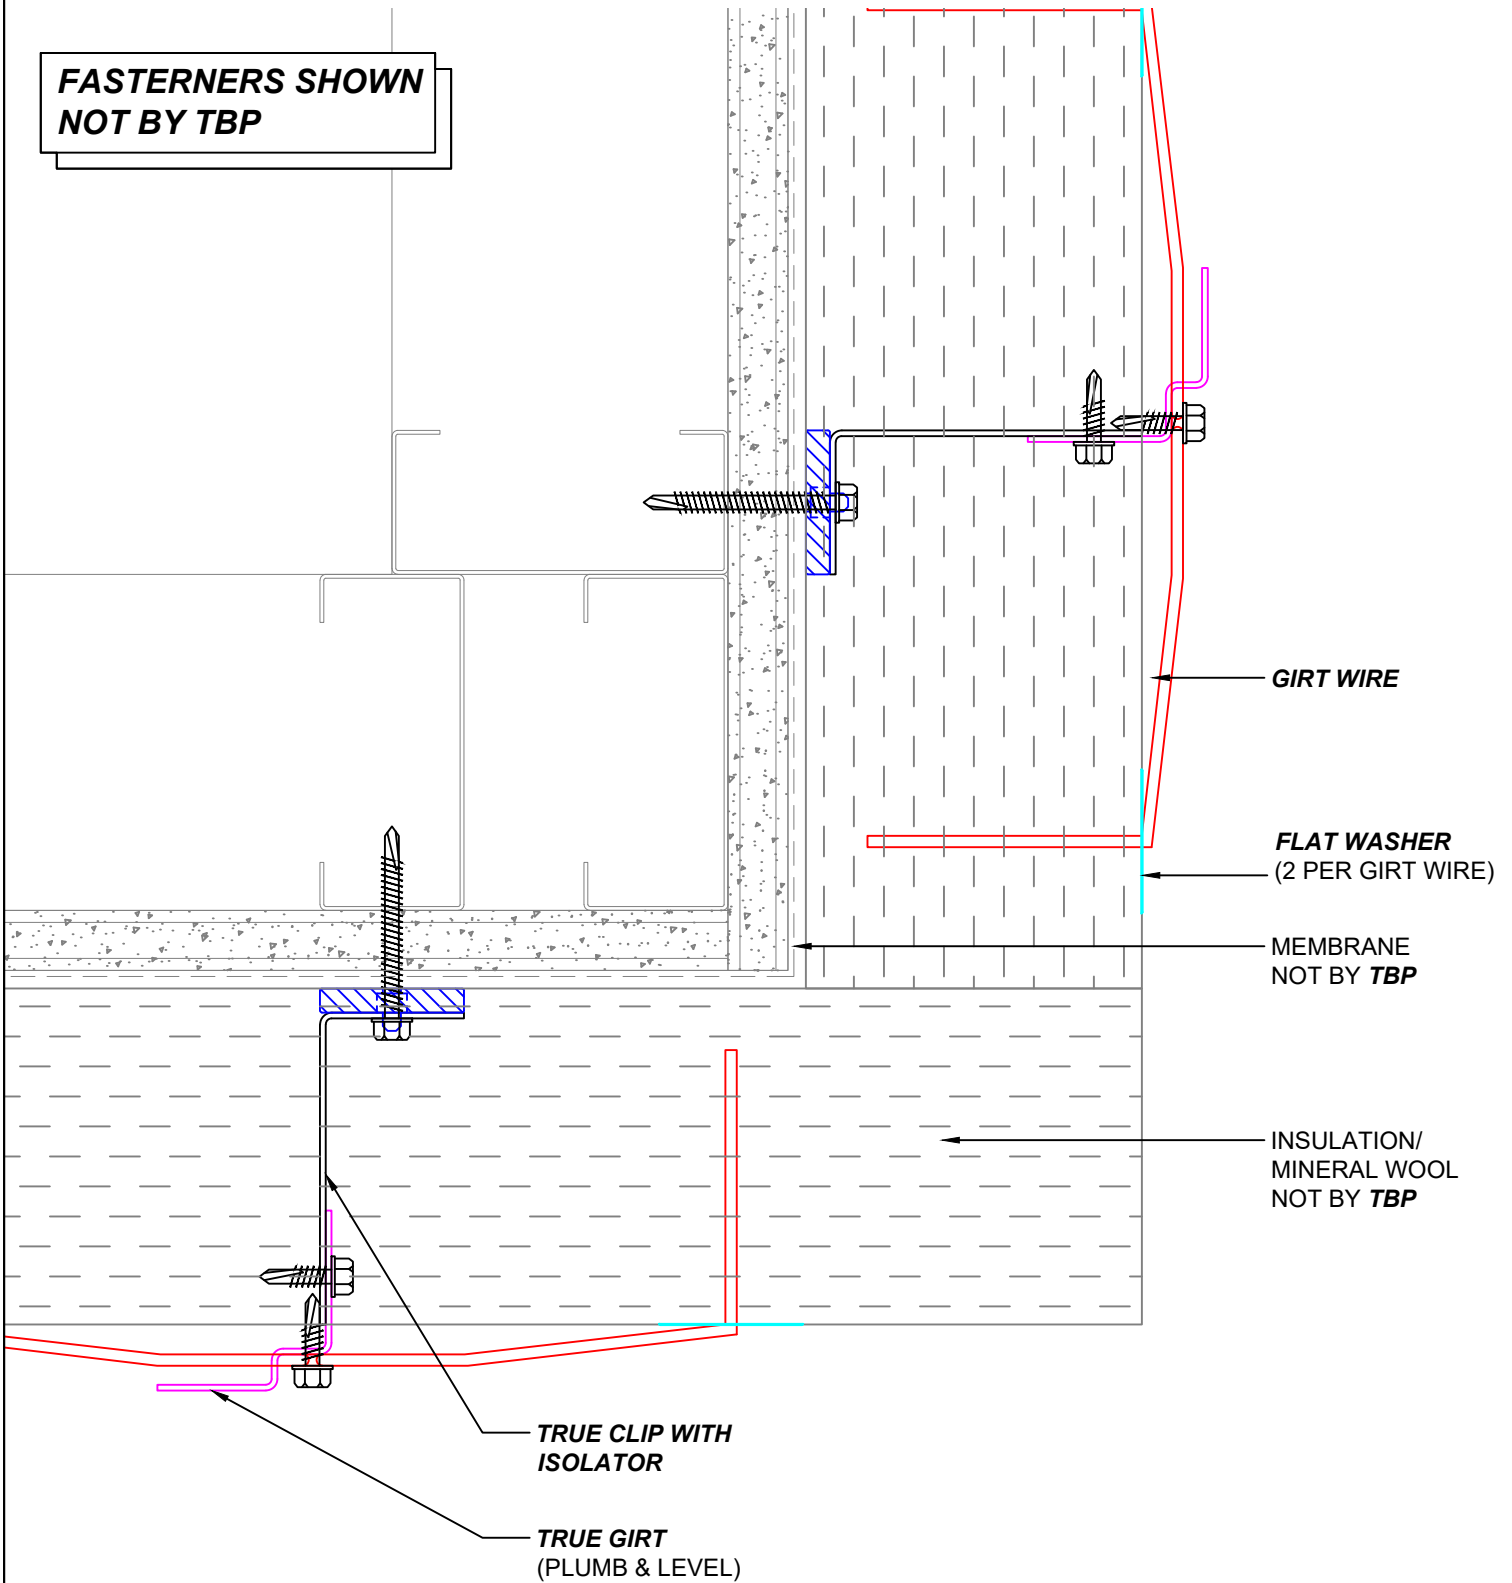 FASTERNERS SHOWN
NOT BY TBP
GIRT WIRE
FLAT WASHER
(2 PER GIRT WIRE)
MEMBRANE
NOT BY TBP
INSULATION/
MINERAL WOOL
NOT BY TBP
TRUE CLIP WITH
ISOLATOR
TRUE GIRT
(PLUMB & LEVEL)